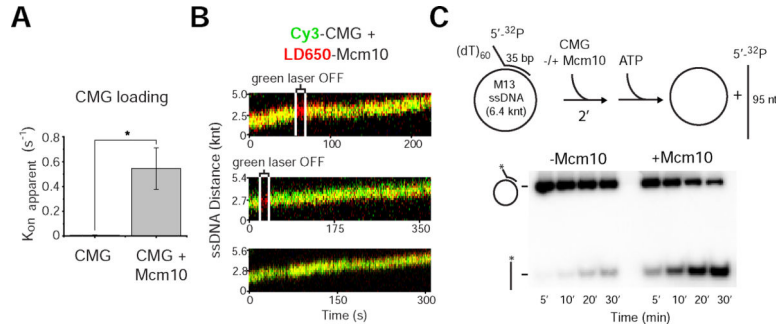 A
CMG loading
*
Kon apparent (s-1)
0.8
0.6
0.4
0.2
0
CMG
CMG +
Mcm10
B
Cy3-CMG +
LD650-Mcm10
green laser OFF
ssDNA Distance (knt)
5.0
2.5
0
0
100
200
green laser OFF
5.4
2.7
0
0
175
350
5.6
2.8
0
0
150
300
Time (s)
C
5′-32P
(dT)60
35 bp
M13
ssDNA
(6.4 knt)
CMG
-/+ Mcm10
2′
ATP
+
5′-32P
95 nt
-Mcm10
+Mcm10
*
*
5′ 10′ 20′ 30′
5′ 10′ 20′ 30′
Time (min)